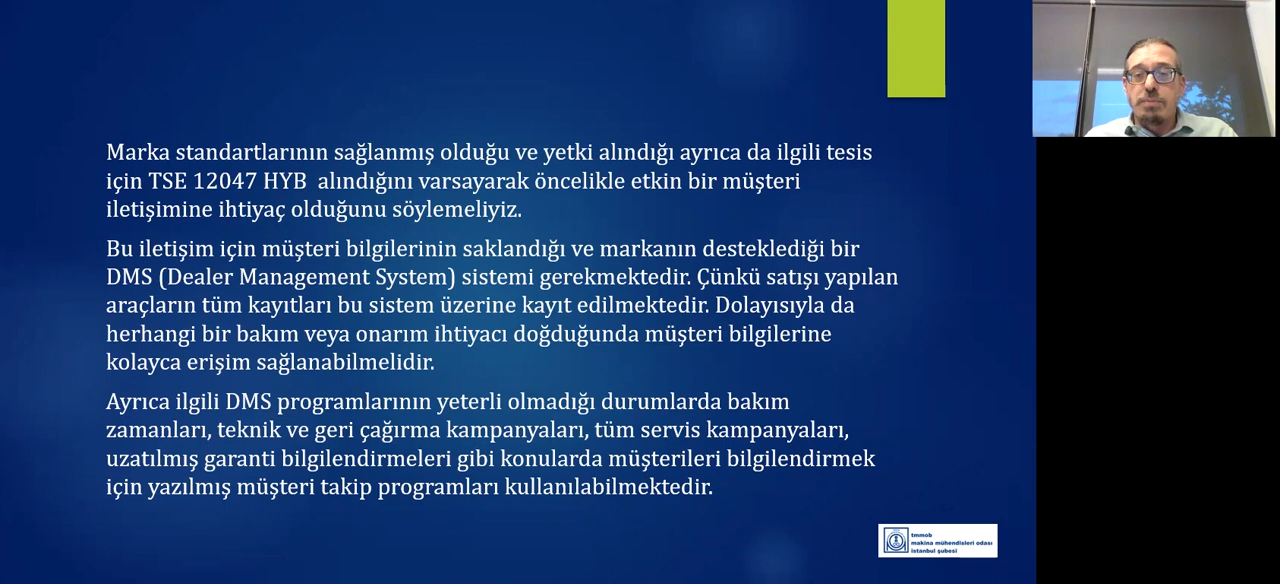 Marka standartlarının sağlanmış olduğu ve yetki alındığı ayrıca da ilgili tesis
için TSE 12047 HYB  alındığını varsayarak öncelikle etkin bir müşteri
iletişimine ihtiyaç olduğunu söylemeliyiz.
Bu iletişim için müşteri bilgilerinin saklandığı ve markanın desteklediği bir
DMS (Dealer Management System) sistemi gerekmektedir. Çünkü satışı yapılan
araçların tüm kayıtları bu sistem üzerine kayıt edilmektedir. Dolayısıyla da
herhangi bir bakım veya onarım ihtiyacı doğduğunda müşteri bilgilerine
kolayca erişim sağlanabilmelidir.
Ayrıca ilgili DMS programlarının yeterli olmadığı durumlarda bakım
zamanları, teknik ve geri çağırma kampanyaları, tüm servis kampanyaları,
uzatılmış garanti bilgilendirmeleri gibi konularda müşterileri bilgilendirmek
için yazılmış müşteri takip programları kullanılabilmektedir.
tmmob
makina mühendisleri odası
istanbul şubesi